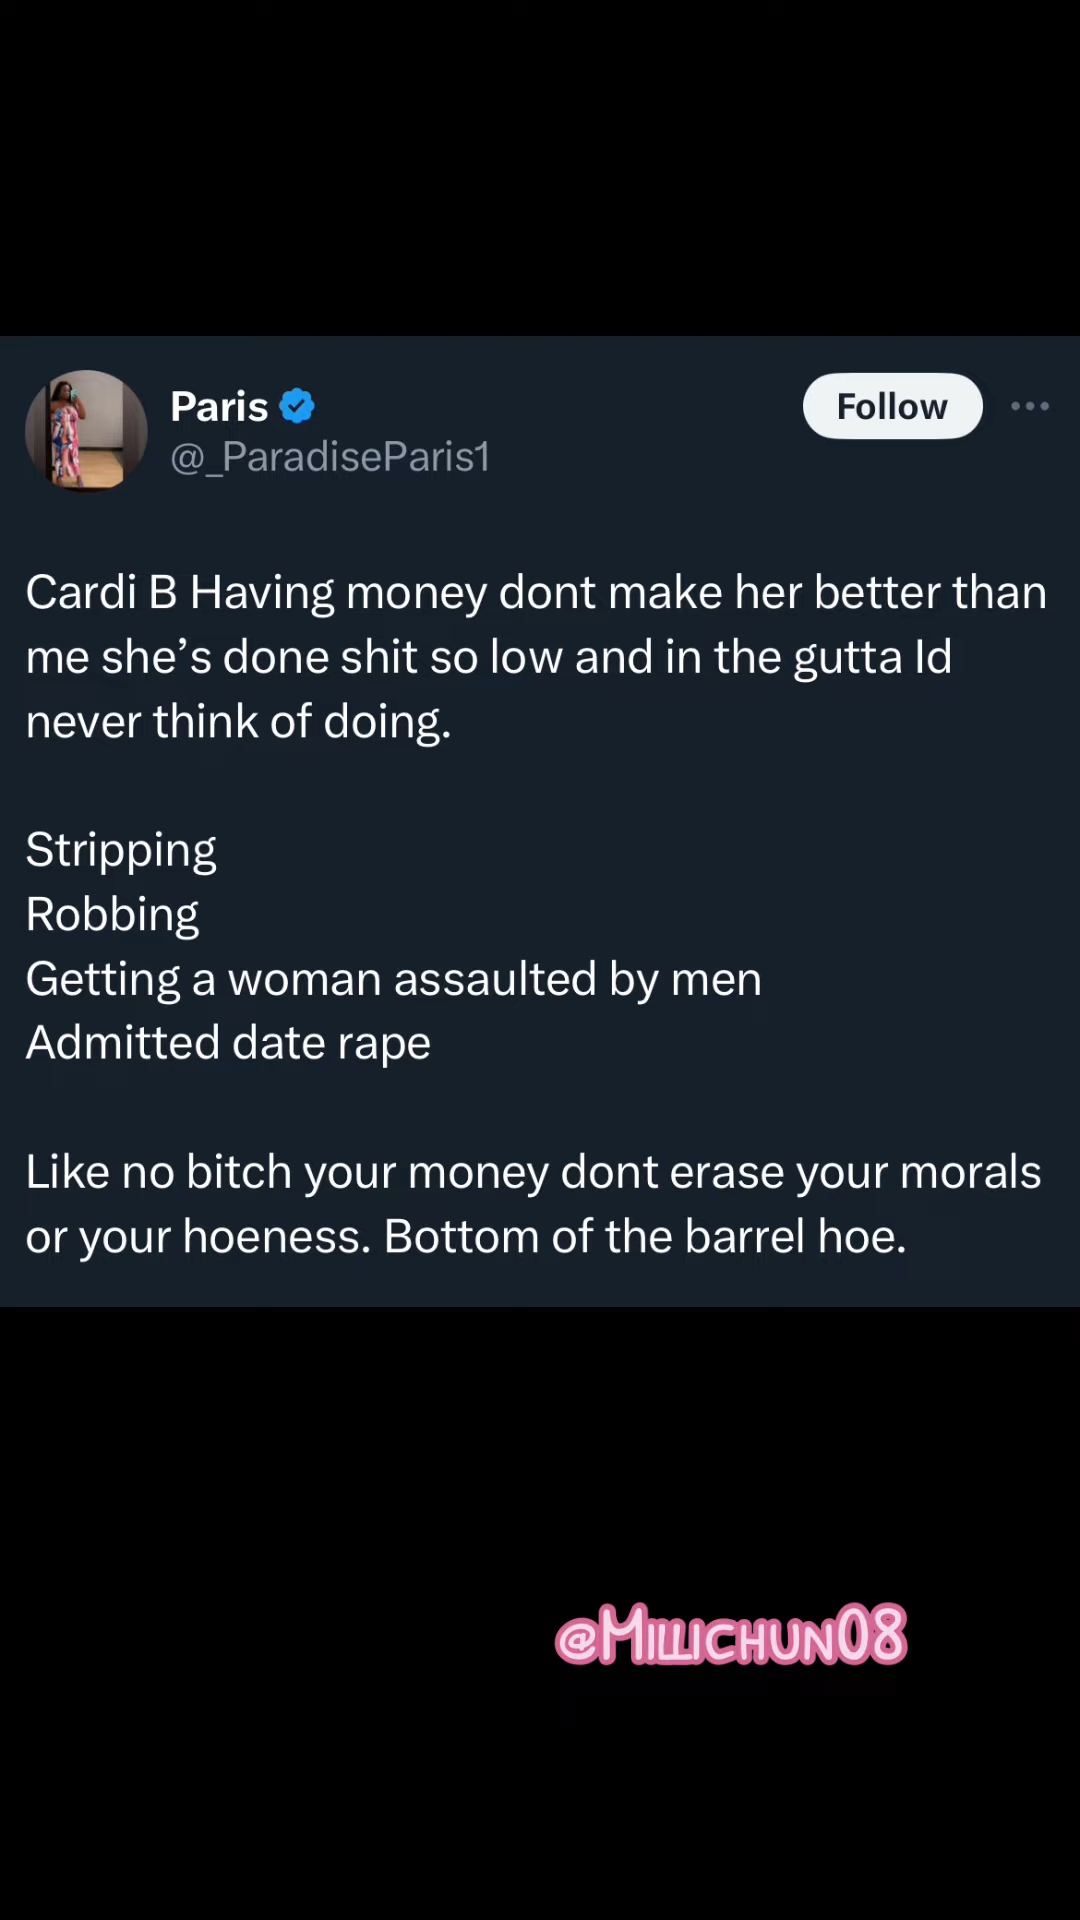 Paris
@_ParadiseParis1
Follow
Cardi B Having money dont make her better than
me she’s done shit so low and in the gutta Id
never think of doing.
Stripping
Robbing
Getting a woman assaulted by men
Admitted date rape
Like no bitch your money dont erase your morals
or your hoeness. Bottom of the barrel hoe.
@Millichun08